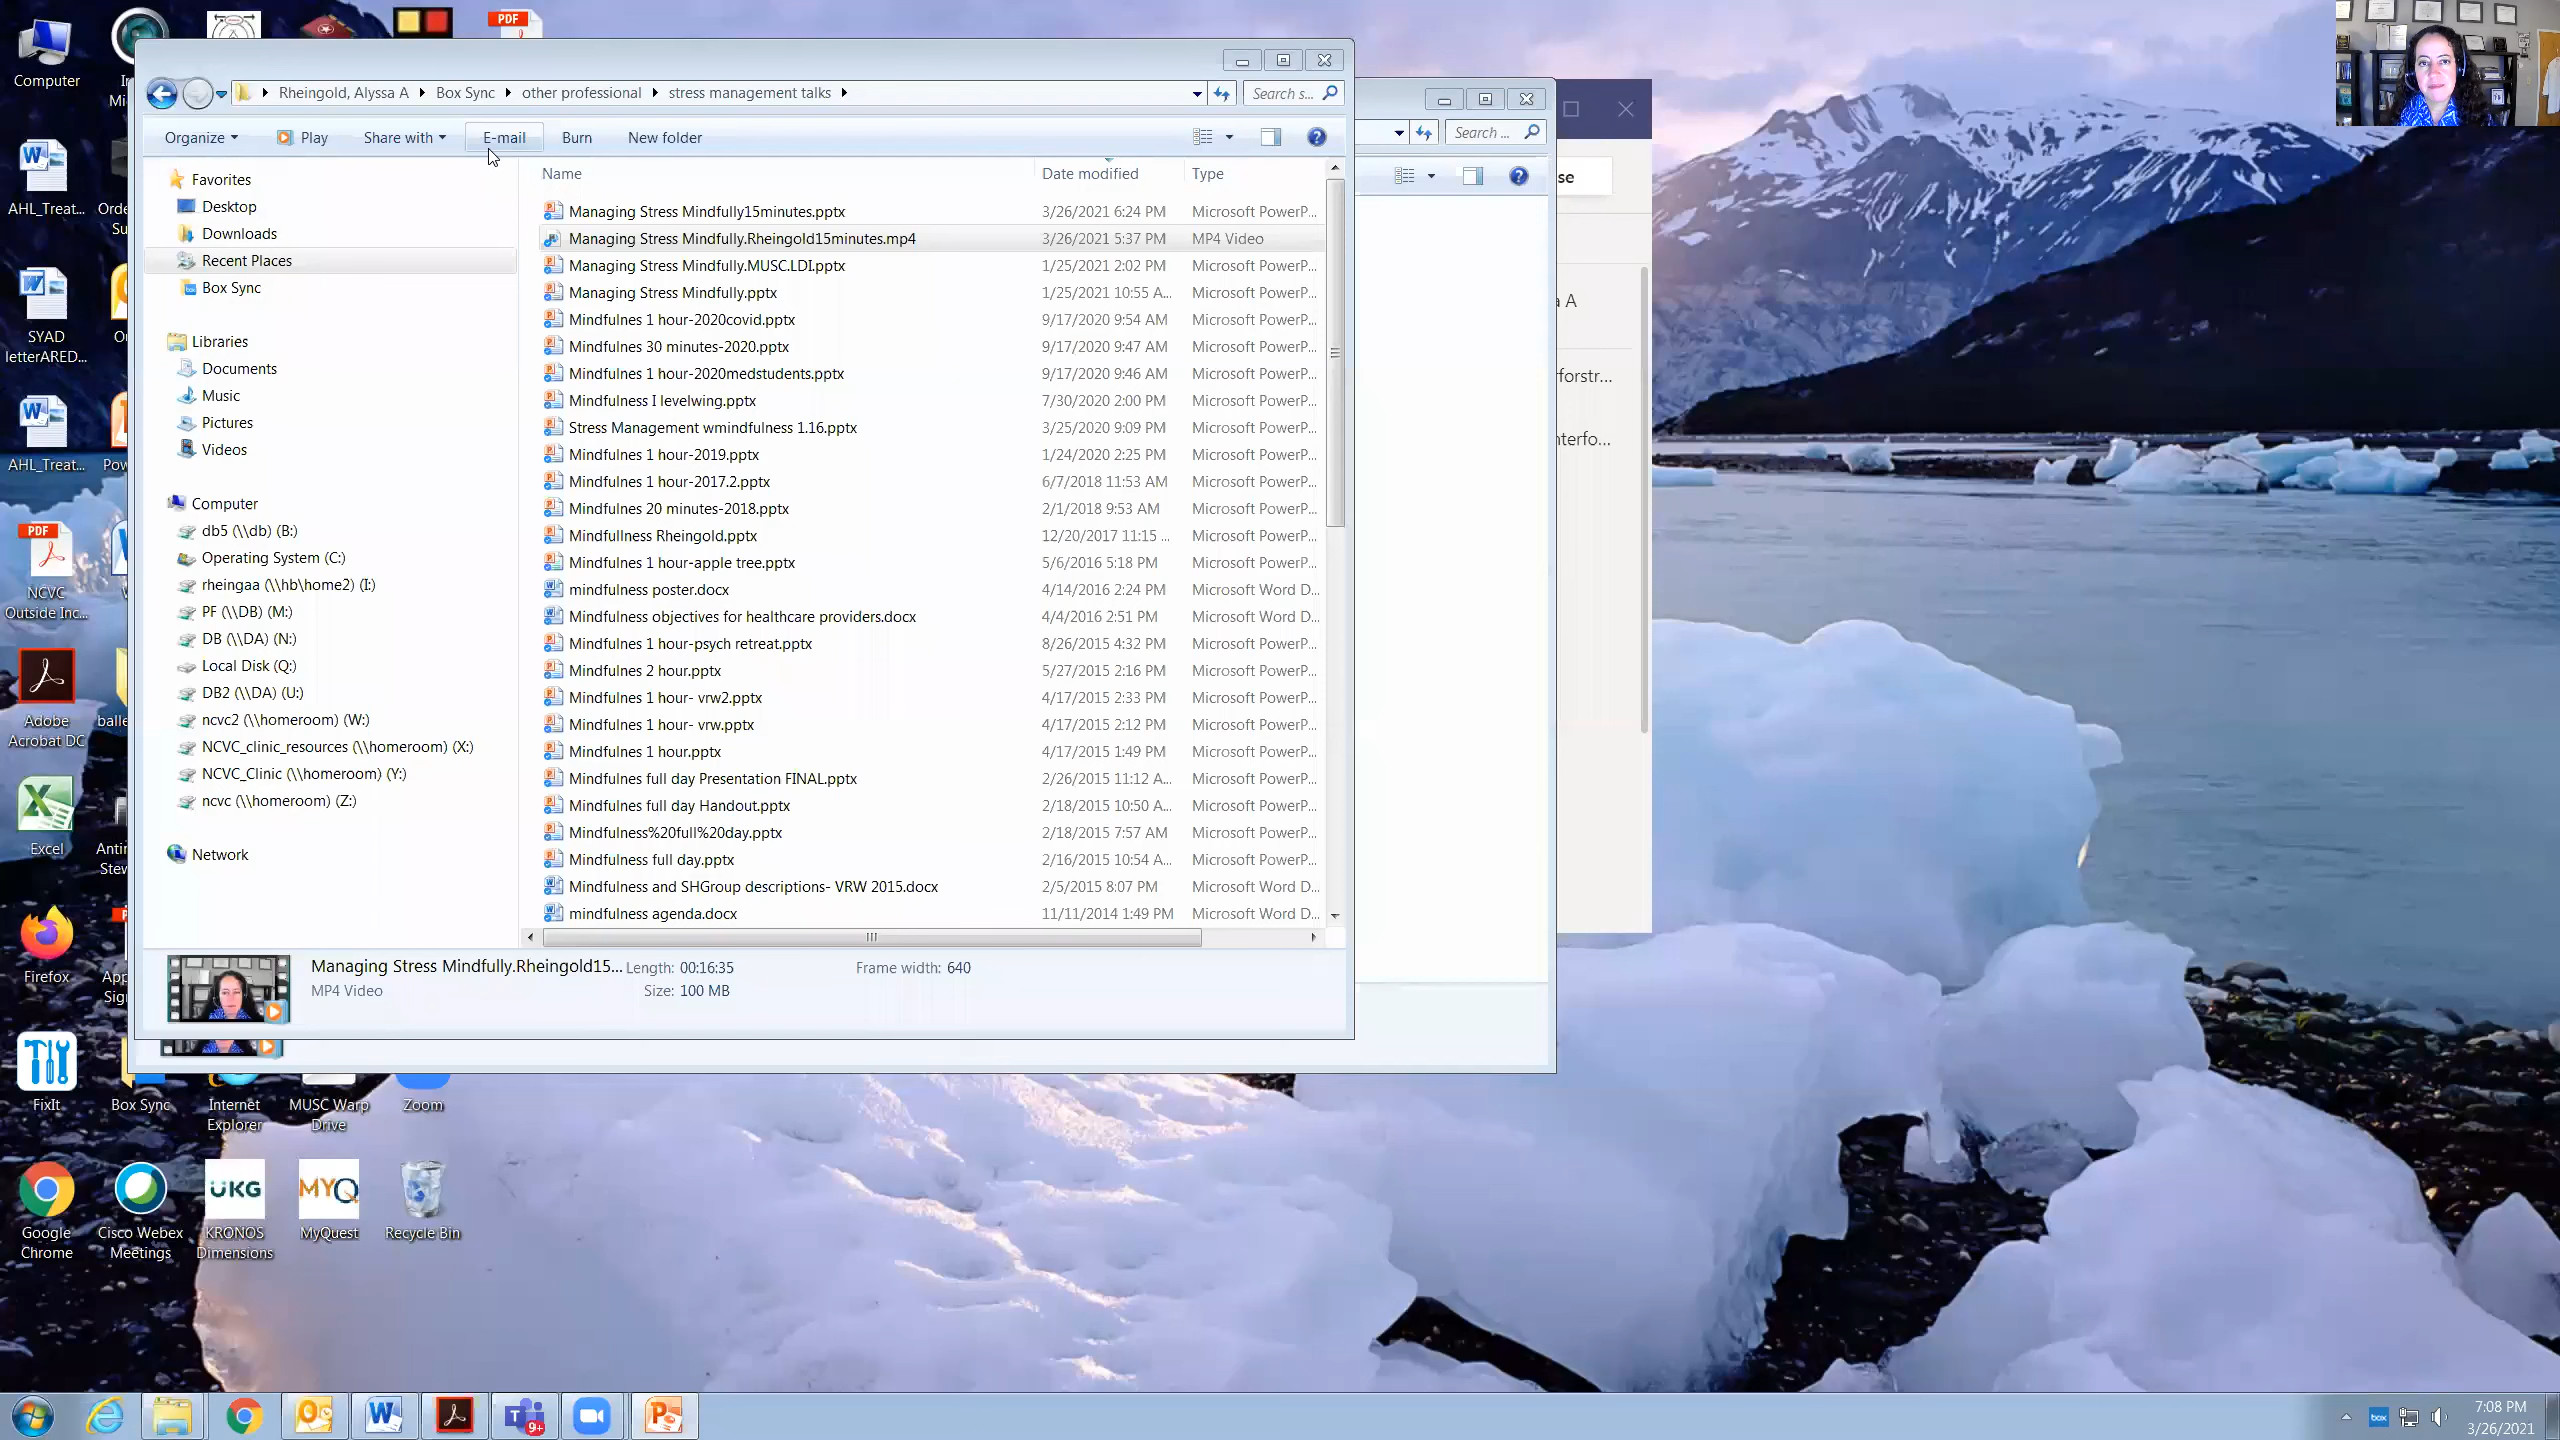 Computer
AHL_Treat...
SYAD
letterARED...
AHL_Treat...
PDF
NCVC
Outside Inc...
Adobe
Acrobat DC
Excel
Firefox
FixIt
Google
Chrome
PDF
Rheingold, Alyssa A Box Sync other professional stress management talks Search s...
Organize Play Share with E-mail Burn New folder
Favorites
Desktop
Downloads
Recent Places
Box Sync
Libraries
Documents
Music
Pictures
Videos
Computer
db5 (\\db) (B:)
Operating System (C:)
rheingaa (\\hb\home2) (I:)
PF (\\DB) (M:)
DB (\\DA) (N:)
Local Disk (Q:)
DB2 (\\DA) (U:)
ncvc2 (\\homeroom) (W:)
NCVC_clinic_resources (\\homeroom) (X:)
NCVC_Clinic (\\homeroom) (Y:)
ncvc (\\homeroom) (Z:)
Network
Name Date modified Type
Managing Stress Mindfully15minutes.pptx 3/26/2021 6:24 PM Microsoft PowerP...
Managing Stress Mindfully.Rheingold15minutes.mp4 3/26/2021 5:37 PM MP4 Video
Managing Stress Mindfully.MUSC.LDI.pptx 1/25/2021 2:02 PM Microsoft PowerP...
Managing Stress Mindfully.pptx 1/25/2021 10:55 A... Microsoft PowerP...
Mindfulnes 1 hour-2020covid.pptx 9/17/2020 9:54 AM Microsoft PowerP...
Mindfulnes 30 minutes-2020.pptx 9/17/2020 9:47 AM Microsoft PowerP...
Mindfulnes 1 hour-2020medstudents.pptx 9/17/2020 9:46 AM Microsoft PowerP...
Mindfulness I levelwing.pptx 7/30/2020 2:00 PM Microsoft PowerP...
Stress Management wmindfulness 1.16.pptx 3/25/2020 9:09 PM Microsoft PowerP...
Mindfulnes 1 hour-2019.pptx 1/24/2020 2:25 PM Microsoft PowerP...
Mindfulnes 1 hour-2017.2.pptx 6/7/2018 11:53 AM Microsoft PowerP...
Mindfulnes 20 minutes-2018.pptx 2/1/2018 9:53 AM Microsoft PowerP...
Mindfullness Rheingold.pptx 12/20/2017 11:15 ... Microsoft PowerP...
Mindfulnes 1 hour-apple tree.pptx 5/6/2016 5:18 PM Microsoft PowerP...
mindfulness poster.docx 4/14/2016 2:24 PM Microsoft Word D...
Mindfulness objectives for healthcare providers.docx 4/4/2016 2:51 PM Microsoft Word D...
Mindfulnes 1 hour-psych retreat.pptx 8/26/2015 4:32 PM Microsoft PowerP...
Mindfulnes 2 hour.pptx 5/27/2015 2:16 PM Microsoft PowerP...
Mindfulnes 1 hour- vrw2.pptx 4/17/2015 2:33 PM Microsoft PowerP...
Mindfulnes 1 hour- vrw.pptx 4/17/2015 2:12 PM Microsoft PowerP...
Mindfulnes 1 hour.pptx 4/17/2015 1:49 PM Microsoft PowerP...
Mindfulnes full day Presentation FINAL.pptx 2/26/2015 11:12 A... Microsoft PowerP...
Mindfulnes full day Handout.pptx 2/18/2015 10:50 A... Microsoft PowerP...
Mindfulness%20full%20day.pptx 2/18/2015 7:57 AM Microsoft PowerP...
Mindfulness full day.pptx 2/16/2015 10:54 A... Microsoft PowerP...
Mindfulness and SHGroup descriptions- VRW 2015.docx 2/5/2015 8:07 PM Microsoft Word D...
mindfulness agenda.docx 11/11/2014 1:49 PM Microsoft Word D...
Managing Stress Mindfully.Rheingold15... Length: 00:16:35 Frame width: 640
MP4 Video Size: 100 MB
Search ...
se
a A
forstr...
nterfo...
Box Sync
Internet
Explorer
MUSC Warp
Drive
Zoom
Cisco Webex
Meetings
UKG
KRONOS
Dimensions
MYQ
MyQuest
Recycle Bin
9+
box
7:08 PM
3/26/2021